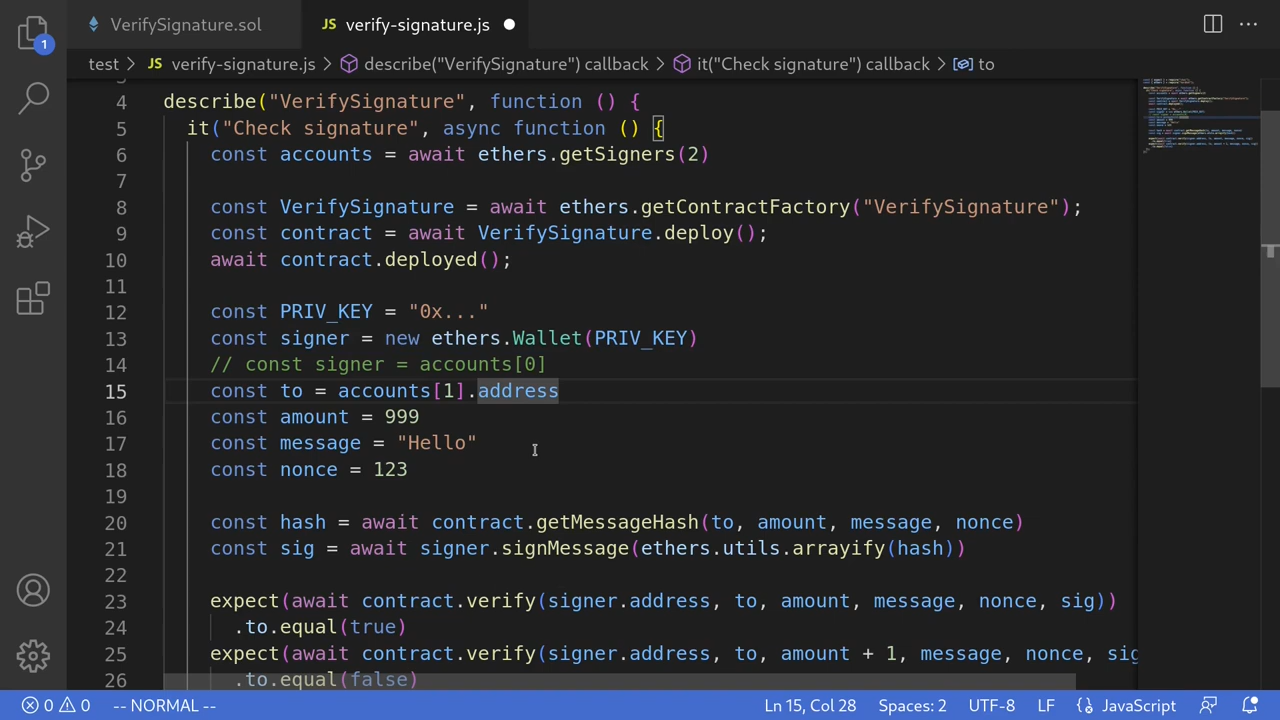 VerifySignature.sol
JS verify-signature.js
1
test > JS verify-signature.js > describe("VerifySignature") callback > it("Check signature") callback > to
4 describe("VerifySignature", function () {
5 it("Check signature", async function () {
6 const accounts = await ethers.getSigners(2)
7
8 const VerifySignature = await ethers.getContractFactory("VerifySignature");
9 const contract = await VerifySignature.deploy();
10 await contract.deployed();
11
12 const PRIV_KEY = "0x..."
13 const signer = new ethers.Wallet(PRIV_KEY)
14 // const signer = accounts[0]
15 const to = accounts[1].address
16 const amount = 999
17 const message = "Hello"
18 const nonce = 123
19
20 const hash = await contract.getMessageHash(to, amount, message, nonce)
21 const sig = await signer.signMessage(ethers.utils.arrayify(hash))
22
23 expect(await contract.verify(signer.address, to, amount, message, nonce, sig))
24 .to.equal(true)
25 expect(await contract.verify(signer.address, to, amount + 1, message, nonce, sig
26 .to.equal(false)
0 0 -- NORMAL -- Ln 15, Col 28 Spaces: 2 UTF-8 LF JavaScript